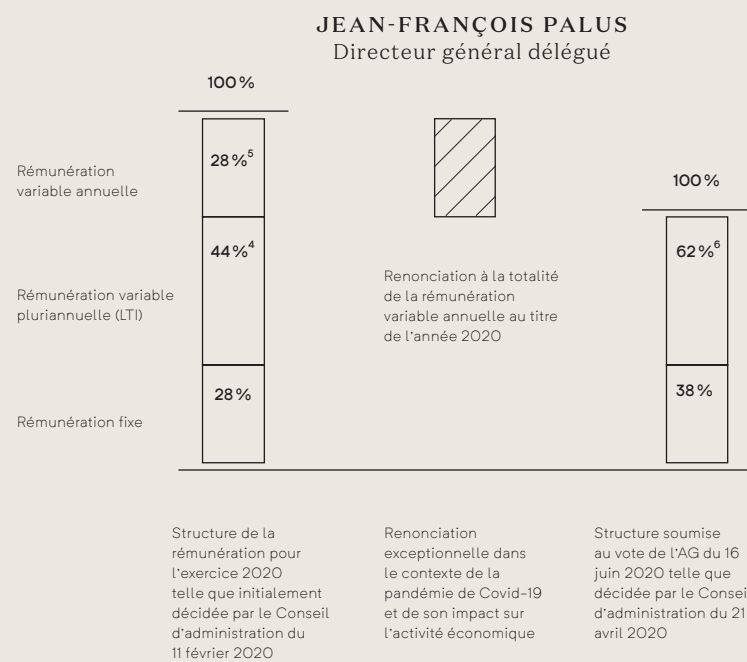 JEAN-FRANÇOIS PALUS
Directeur général délégué
100 %
28 %⁵
Rémunération
variable annuelle
100 %
44 %⁴
62 %⁶
Rémunération variable
pluriannuelle (LTI)
Renonciation à la totalité
de la rémunération
variable annuelle au titre
de l'année 2020
28 %
38 %
Rémunération fixe
Structure de la
rémunération pour
l'exercice 2020
telle que initialement
décidée par le Conseil
d'administration du
11 février 2020
Renonciation
exceptionnelle dans
le contexte de la
pandémie de Covid-19
et de son impact sur
l'activité économique
Structure soumise
au vote de l'AG du 16
juin 2020 telle que
décidée par le Conseil
d'administration du 21
avril 2020